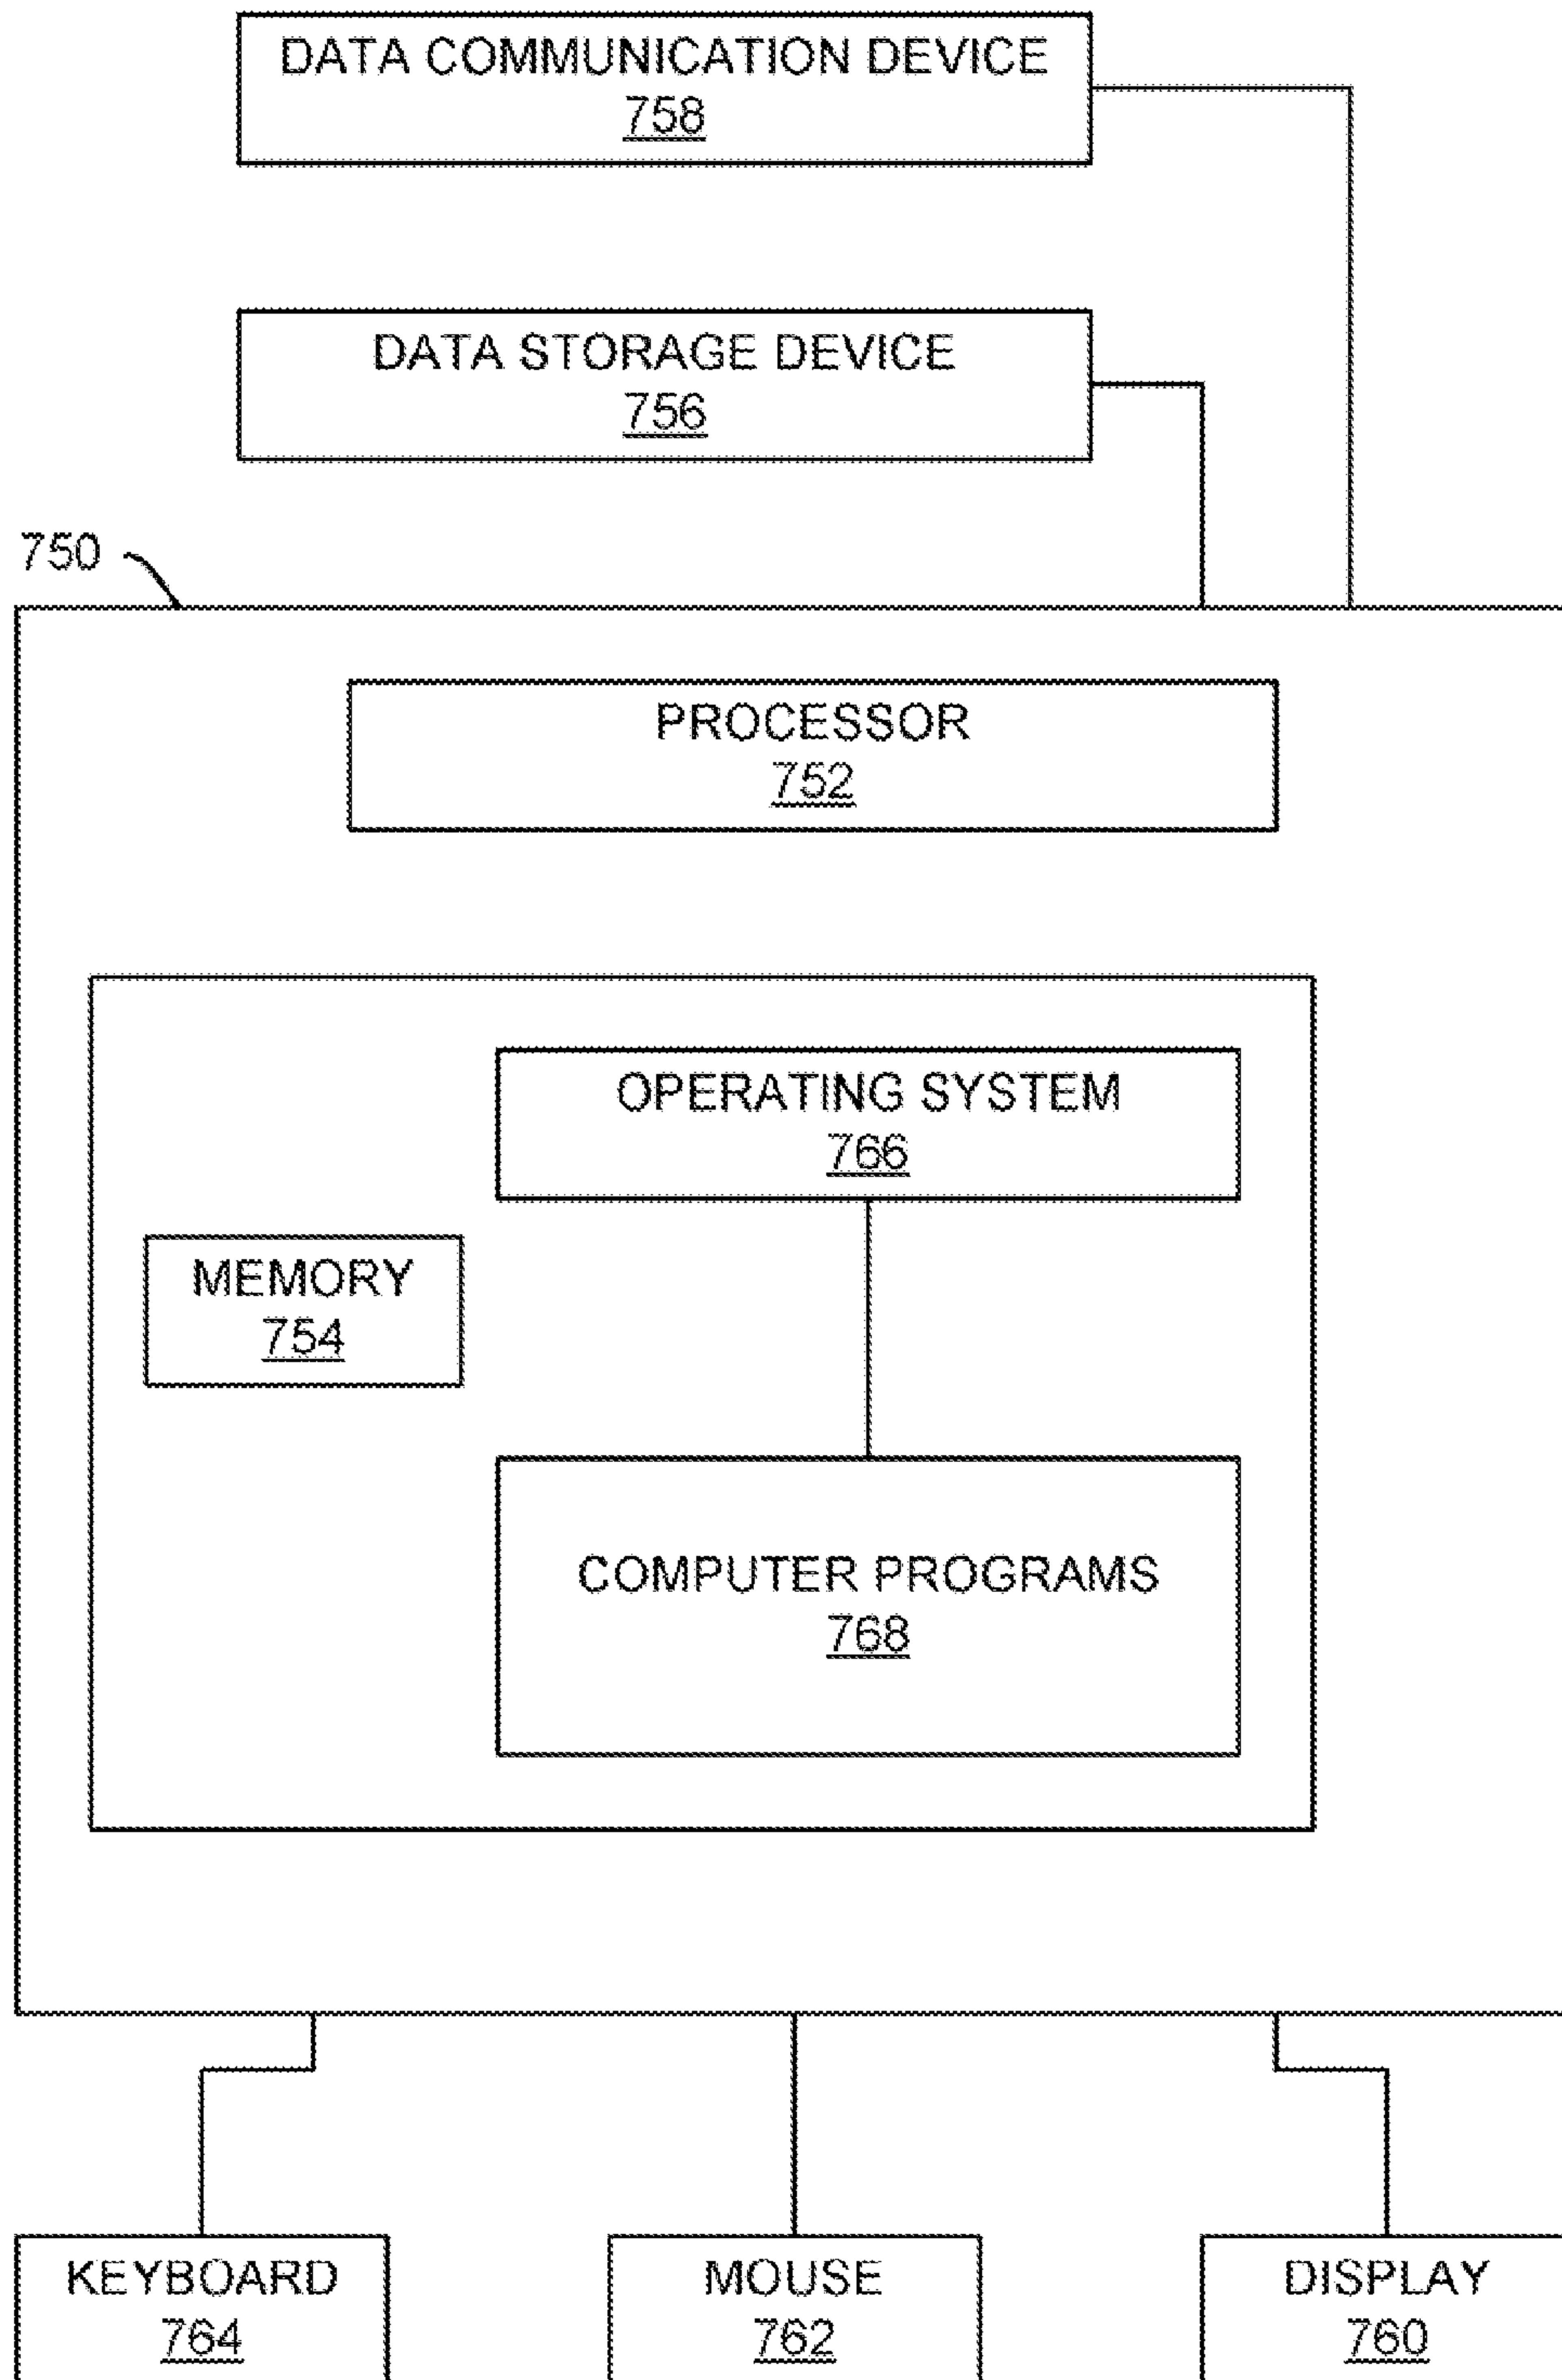 DATA COMMUNICATION DEVICE
758
DATA STORAGE DEVICE
756
750
PROCESSOR
752
OPERATING SYSTEM
766
MEMORY
754
COMPUTER PROGRAMS
768
KEYBOARD
764
MOUSE
762
DISPLAY
760